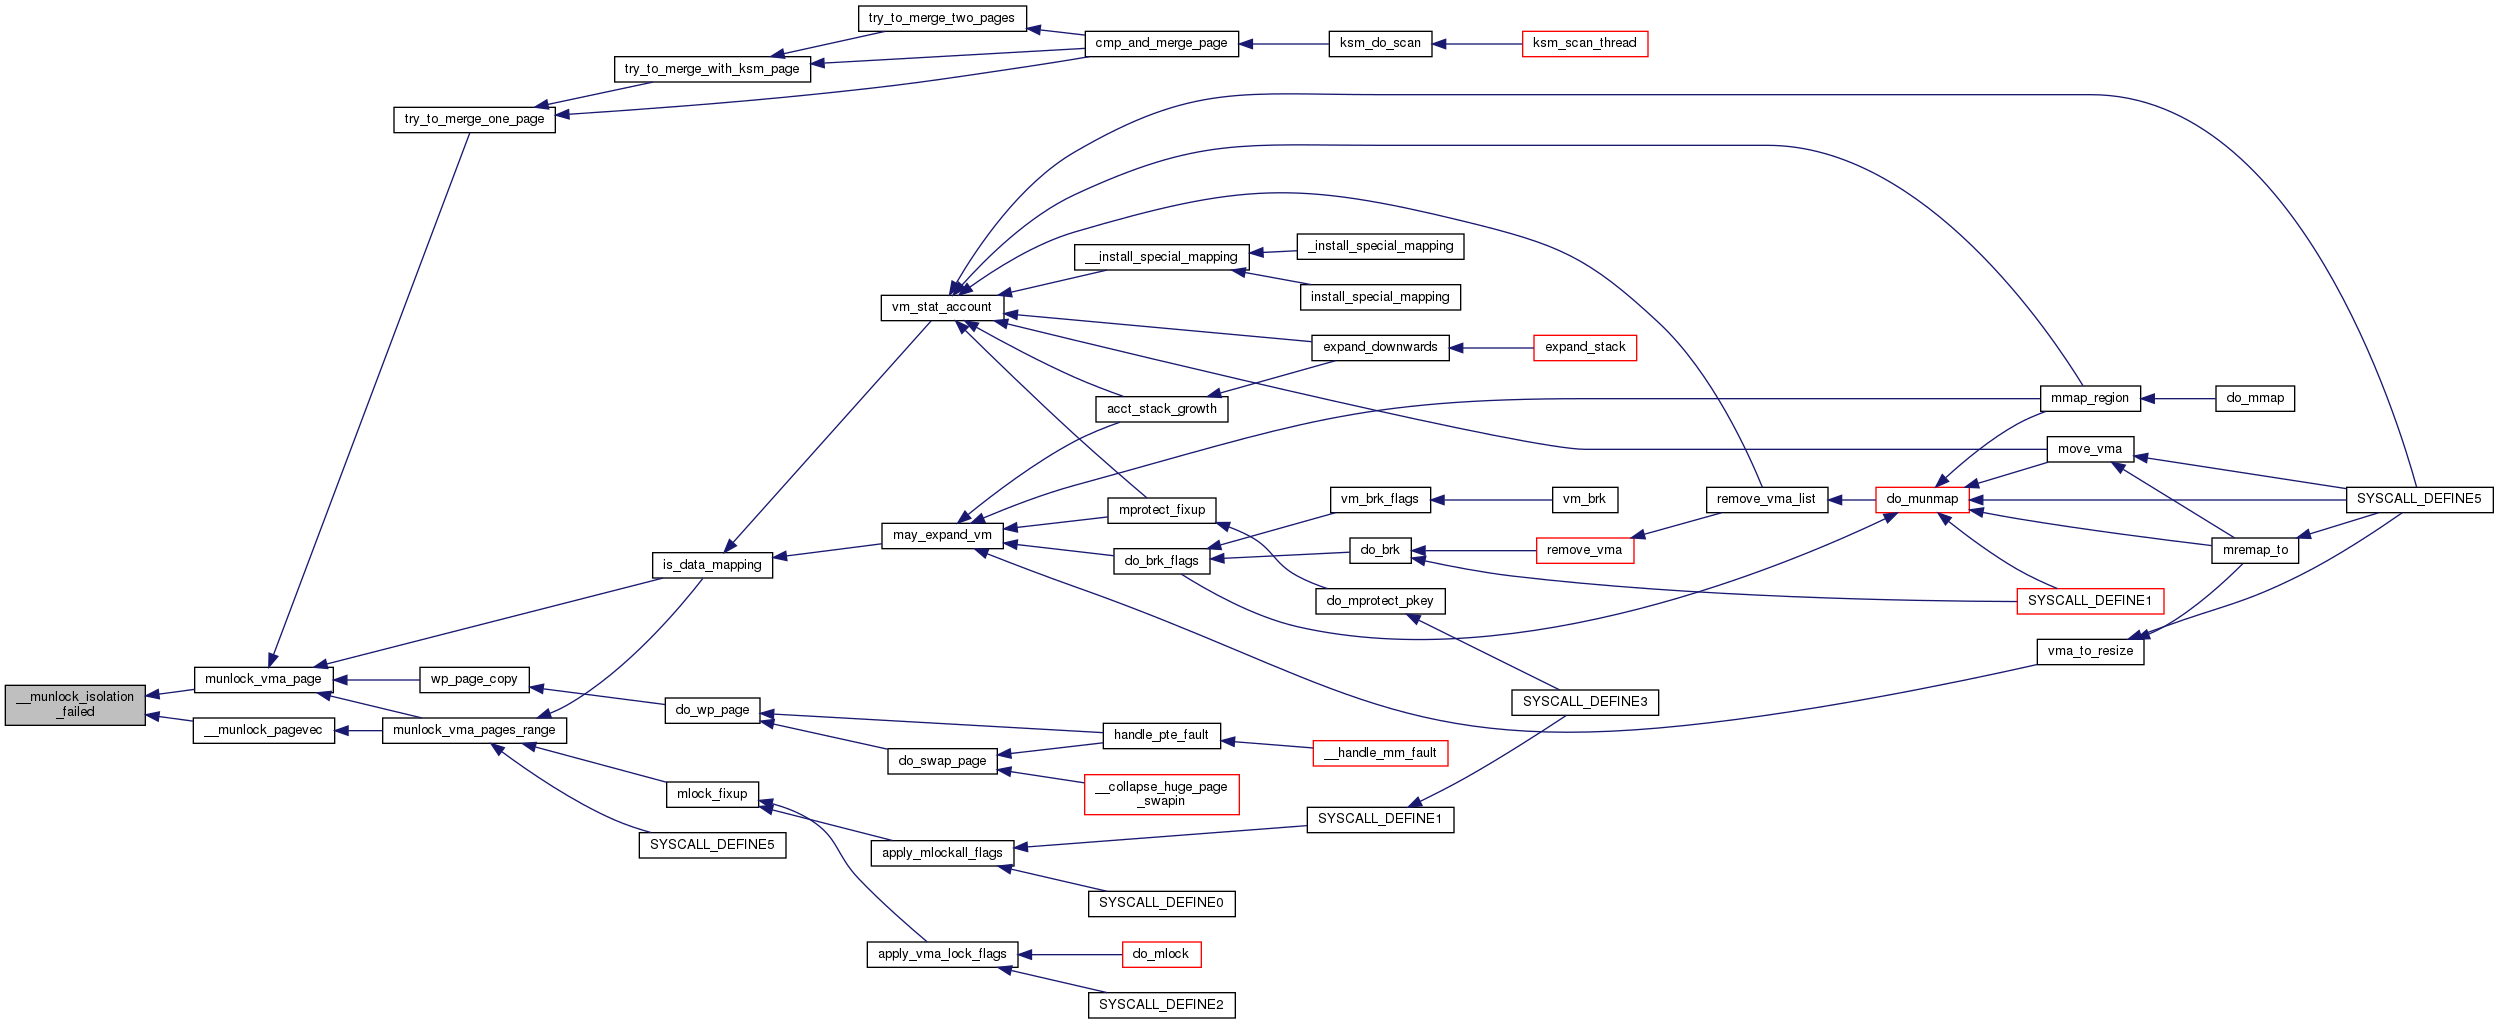 try_to_merge_two_pages
cmp_and_merge_page
ksm_do_scan
ksm_scan_thread
try_to_merge_with_ksm_page
try_to_merge_one_page
_install_special_mapping
__install_special_mapping
install_special_mapping
vm_stat_account
expand_downwards
expand_stack
acct_stack_growth
mmap_region
do_mmap
move_vma
vm_brk_flags
vm_brk
remove_vma_list
do_munmap
SYSCALL_DEFINE5
mprotect_fixup
may_expand_vm
do_brk_flags
do_brk
remove_vma
mremap_to
is_data_mapping
do_mprotect_pkey
SYSCALL_DEFINE1
vma_to_resize
munlock_vma_page
wp_page_copy
__munlock_isolation
_failed
SYSCALL_DEFINE3
do_wp_page
__munlock_pagevec
munlock_vma_pages_range
handle_pte_fault
__handle_mm_fault
do_swap_page
__collapse_huge_page
_swapin
mlock_fixup
SYSCALL_DEFINE1
SYSCALL_DEFINE5
apply_mlockall_flags
SYSCALL_DEFINE0
apply_vma_lock_flags
do_mlock
SYSCALL_DEFINE2